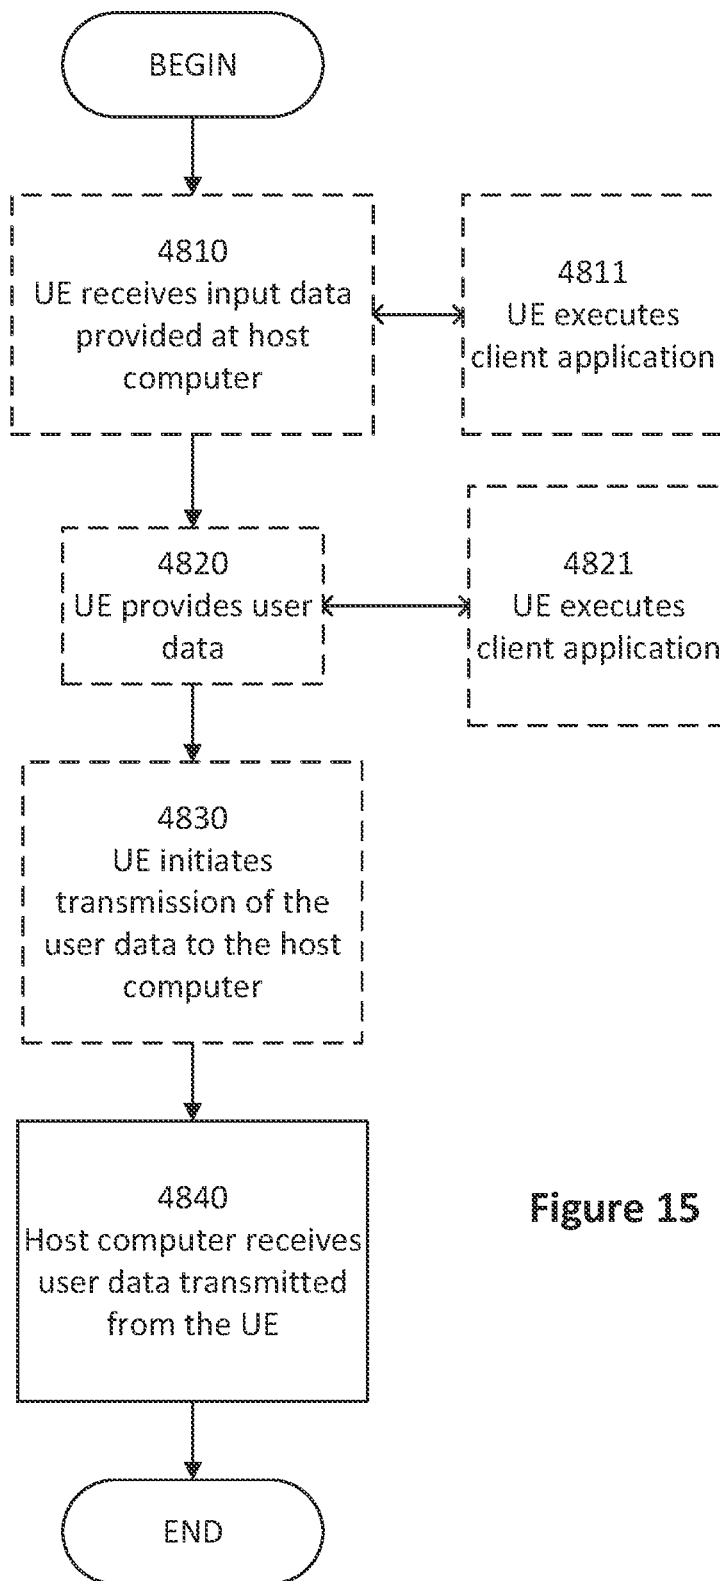 BEGIN
4810
UE receives input data
provided at host
computer
4811
UE executes
client application
4820
UE provides user
data
4821
UE executes
client application
4830
UE initiates
transmission of the
user data to the host
computer
4840
Host computer receives
user data transmitted
from the UE
Figure 15
END